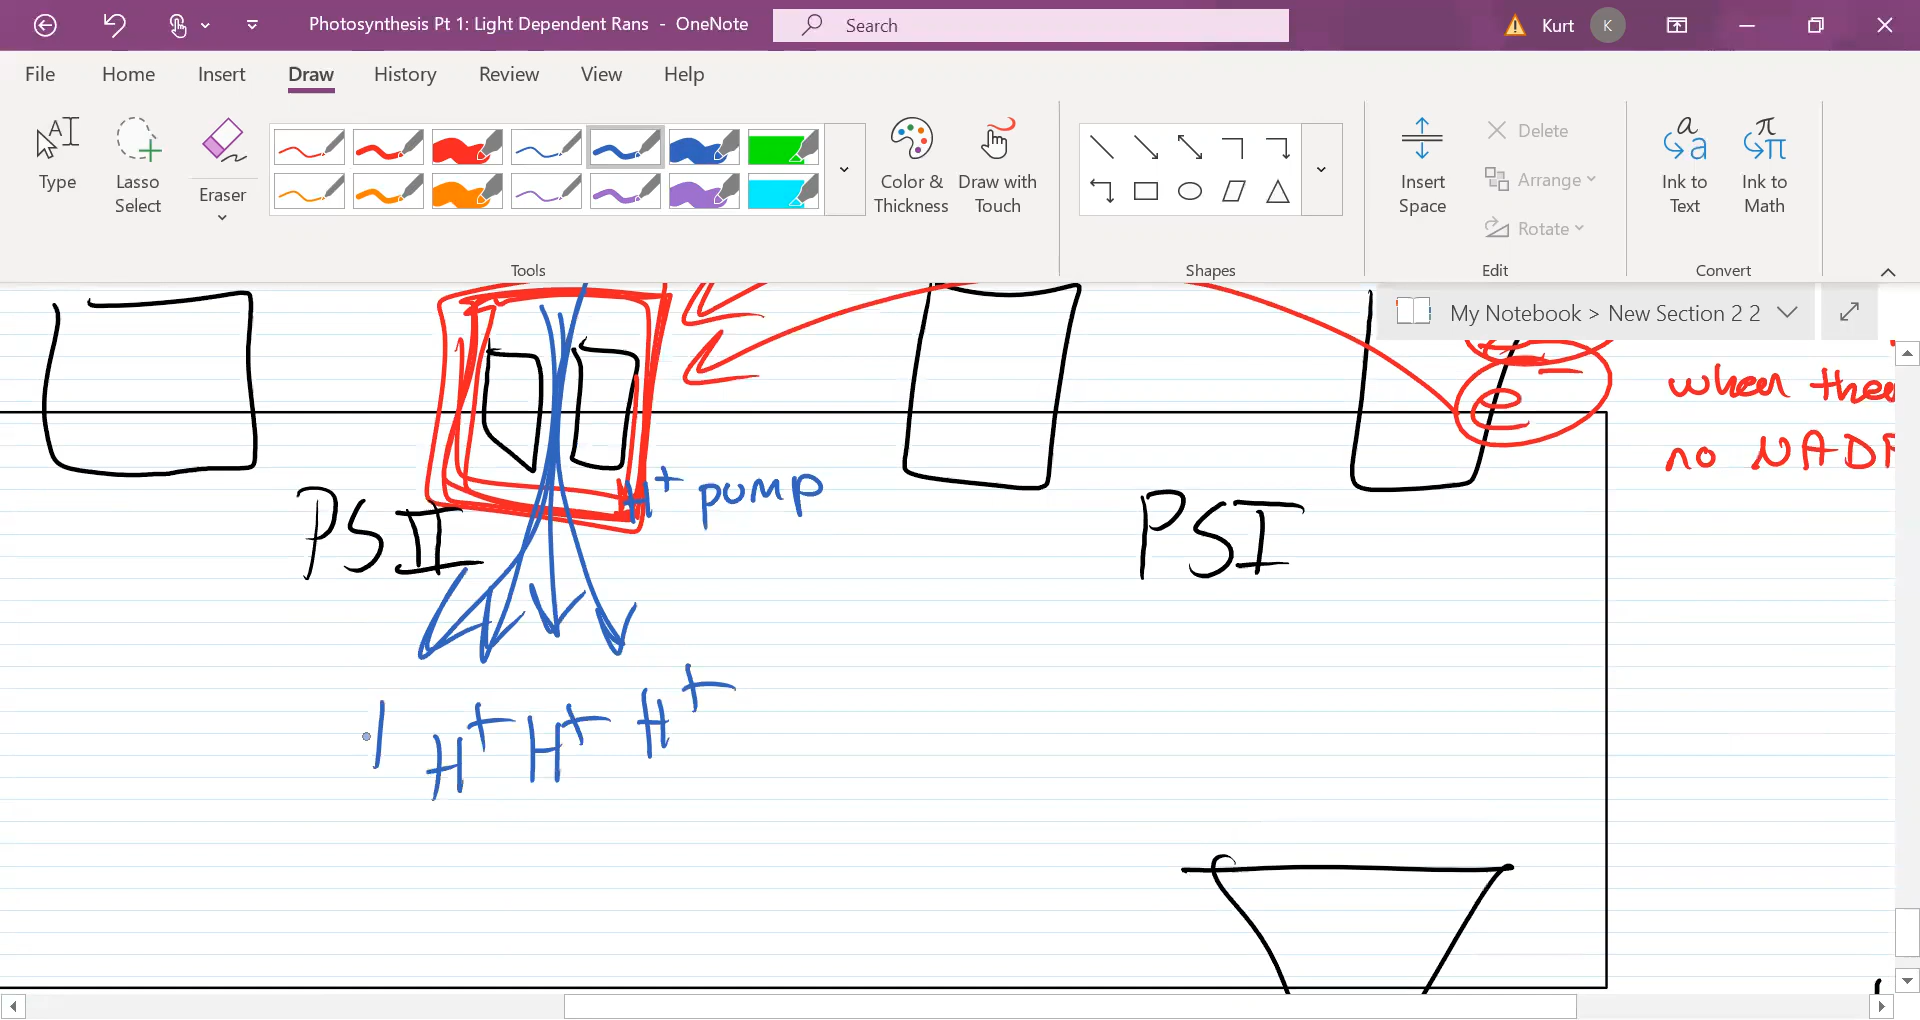 Photosynthesis Pt 1: Light Dependent Rans - OneNote
Search
Kurt
K
File
Home
Insert
Draw
History
Review
View
Help
Type
Lasso Select
Eraser
Color & Thickness
Draw with Touch
Insert Space
Delete
Arrange
Rotate
Ink to Text
Ink to Math
Tools
Shapes
Edit
Convert
My Notebook > New Section 2 2
e
when
no
H+ pump
PSII
PSI
H+ H+ H+